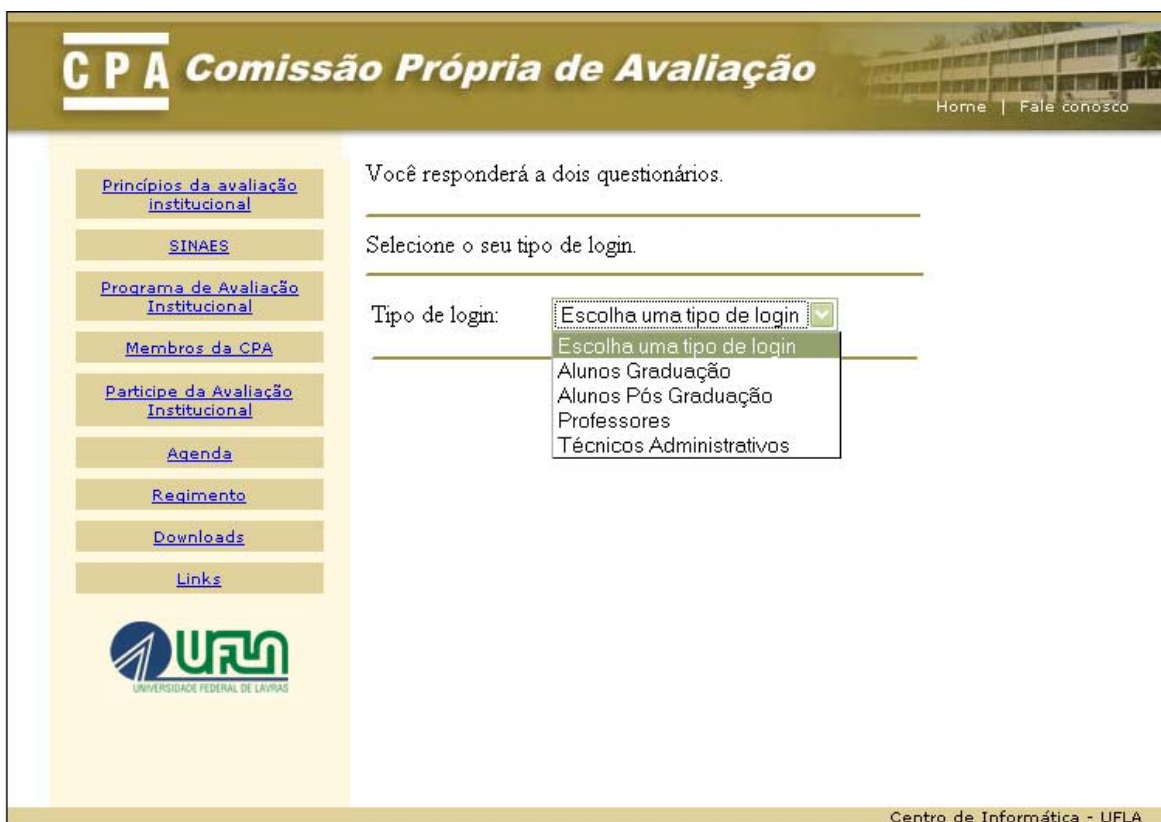 CPA Comissão Própria de Avaliação
Home | Fale conosco
Princípios da avaliação
institucional
SINAES
Programa de Avaliação
Institucional
Membros da CPA
Participe da Avaliação
Institucional
Agenda
Regimento
Downloads
Links
UFLA
UNIVERSIDADE FEDERAL DE LAVRAS
Você responderá a dois questionários.
Selecione o seu tipo de login.
Tipo de login:
Escolha uma tipo de login
Escolha uma tipo de login
Alunos Graduação
Alunos Pós Graduação
Professores
Técnicos Administrativos
Centro de Informática - UFLA